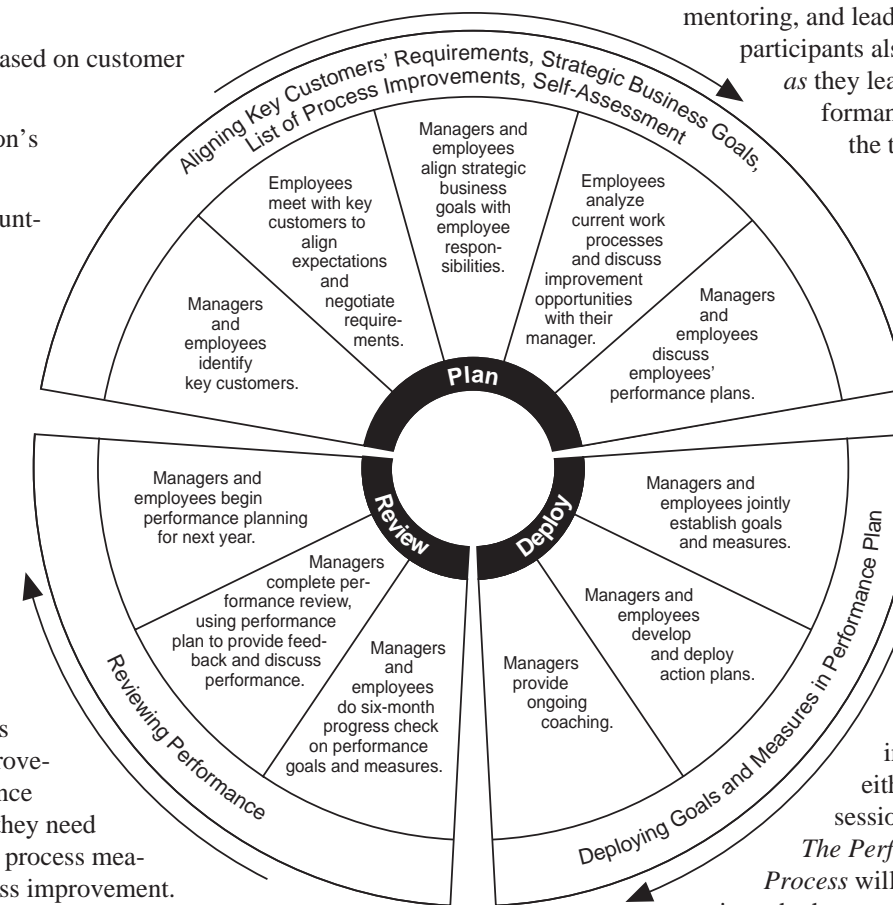 ased on customer
on's
unt-
mentoring, and lead
participants als
as they lea
forman
the t
Aligning Key Customers' Requirements, Strategic Business Goals,
List of Process Improvements, Self-Assessment
Managers
and
employees
identify
key customers.
Employees
meet with key
customers to
align
expectations
and
negotiate
require-
ments.
Managers and
employees
align strategic
business
goals with
employee
respon-
sibilities.
Employees
analyze
current work
processes
and discuss
improvement
opportunities
with their
manager.
Managers
and
employees
discuss
employees'
performance plans.
Plan
Deploy
Review
Managers and
employees jointly
establish goals
and measures.
Managers and
employees
develop
and deploy
action plans.
Managers
provide
ongoing
coaching.
Deploying Goals and Measures in Performance Plan
Managers
and
employees
do six-month
progress check
on performance
goals and measures.
Managers
complete per-
formance review,
using performance
plan to provide feed-
back and discuss
performance.
Managers and
employees begin
performance planning
for next year.
Reviewing Performance
s
rove-
nce
they need
process mea-
ss improvement.
in
eith
session
The Perf
Process will